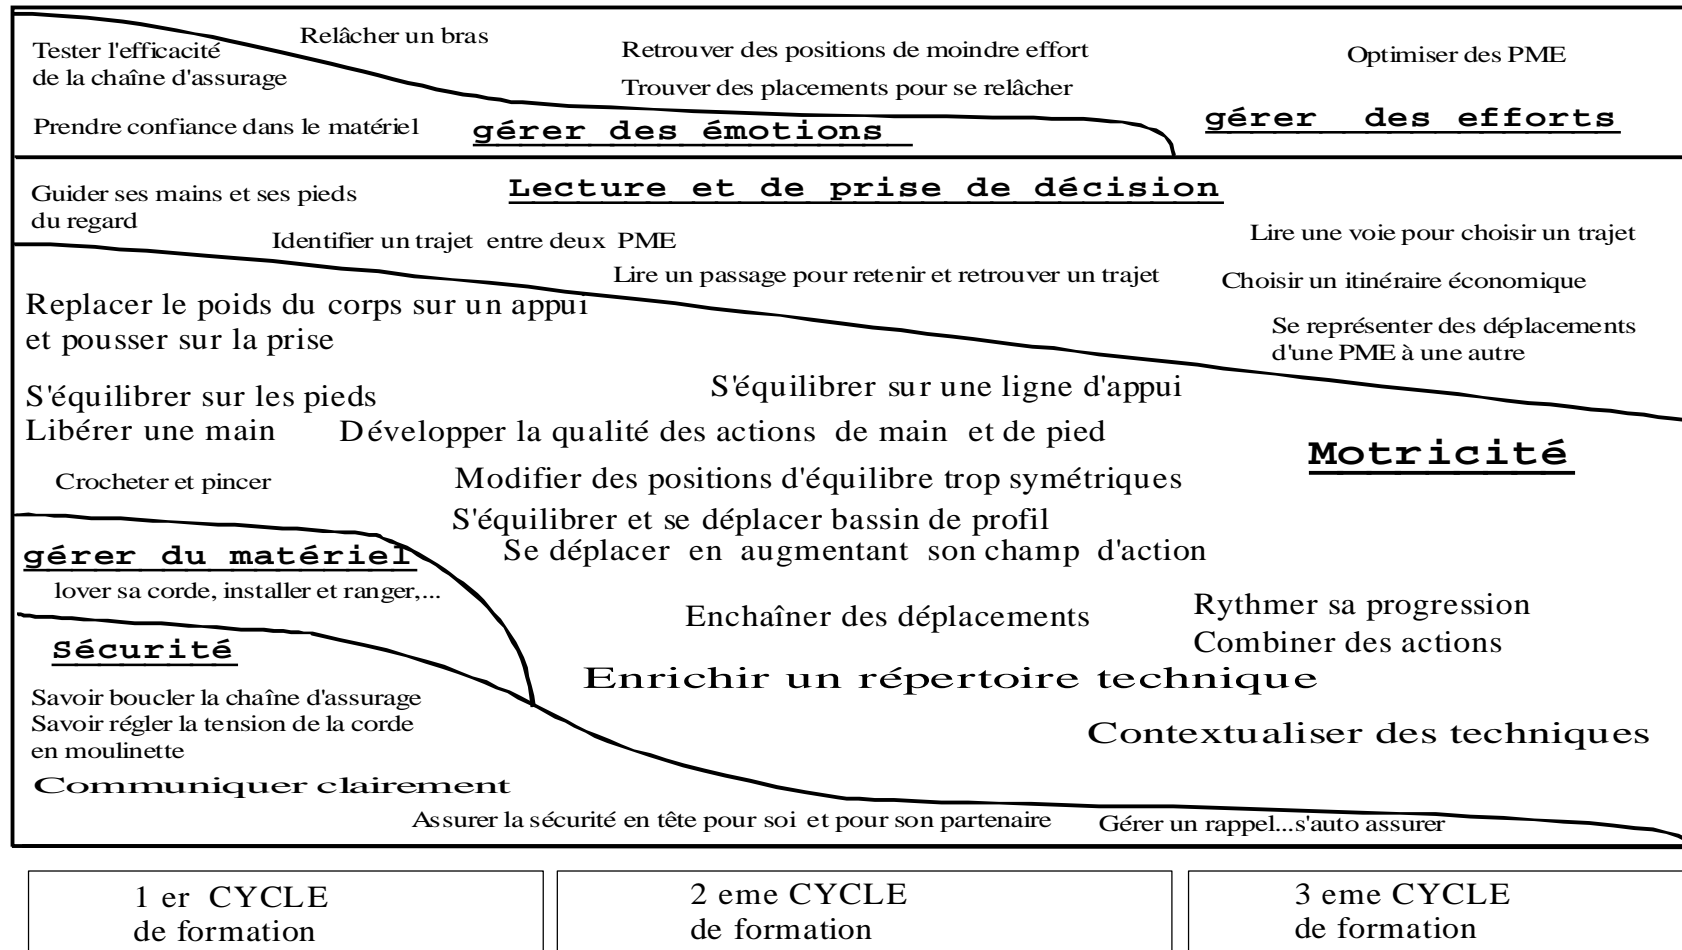 Tester l'efficacité
de la chaîne d'assurage
Relâcher un bras
Retrouver des positions de moindre effort
Optimiser des PME
Trouver des placements pour se relâcher
Prendre confiance dans le matériel
gérer des émotions
gérer des efforts
Guider ses mains et ses pieds
du regard
Lecture et de prise de décision
Identifier un trajet entre deux PME
Lire une voie pour choisir un trajet
Lire un passage pour retenir et retrouver un trajet
Choisir un itinéraire économique
Replacer le poids du corps sur un appui
et pousser sur la prise
Se représenter des déplacements
d'une PME à une autre
S'équilibrer sur les pieds
S'équilibrer sur une ligne d'appui
Libérer une main
Développer la qualité des actions de main et de pied
Motricité
Crocheter et pincer
Modifier des positions d'équilibre trop symétriques
S'équilibrer et se déplacer bassin de profil
gérer du matériel
Se déplacer en augmentant son champ d'action
lover sa corde, installer et ranger,...
Enchaîner des déplacements
Rythmer sa progression
Combiner des actions
Sécurité
Enrichir un répertoire technique
Savoir boucler la chaîne d'assurage
Savoir régler la tension de la corde
en moulinette
Contextualiser des techniques
Communiquer clairement
Assurer la sécurité en tête pour soi et pour son partenaire
Gérer un rappel...s'auto assurer
1 er CYCLE
de formation
2 eme CYCLE
de formation
3 eme CYCLE
de formation